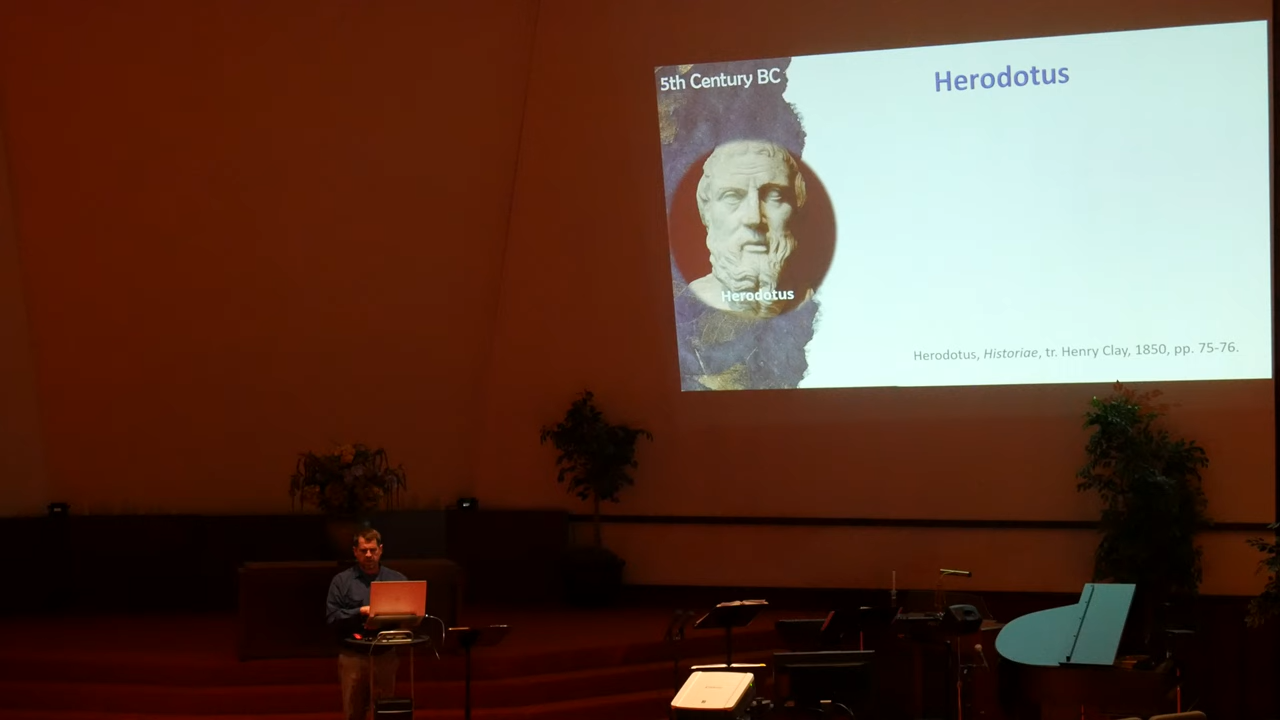 5th Century BC
Herodotus
Herodotus
Herodotus, Historiae, tr. Henry Clay, 1850, pp. 75-76.